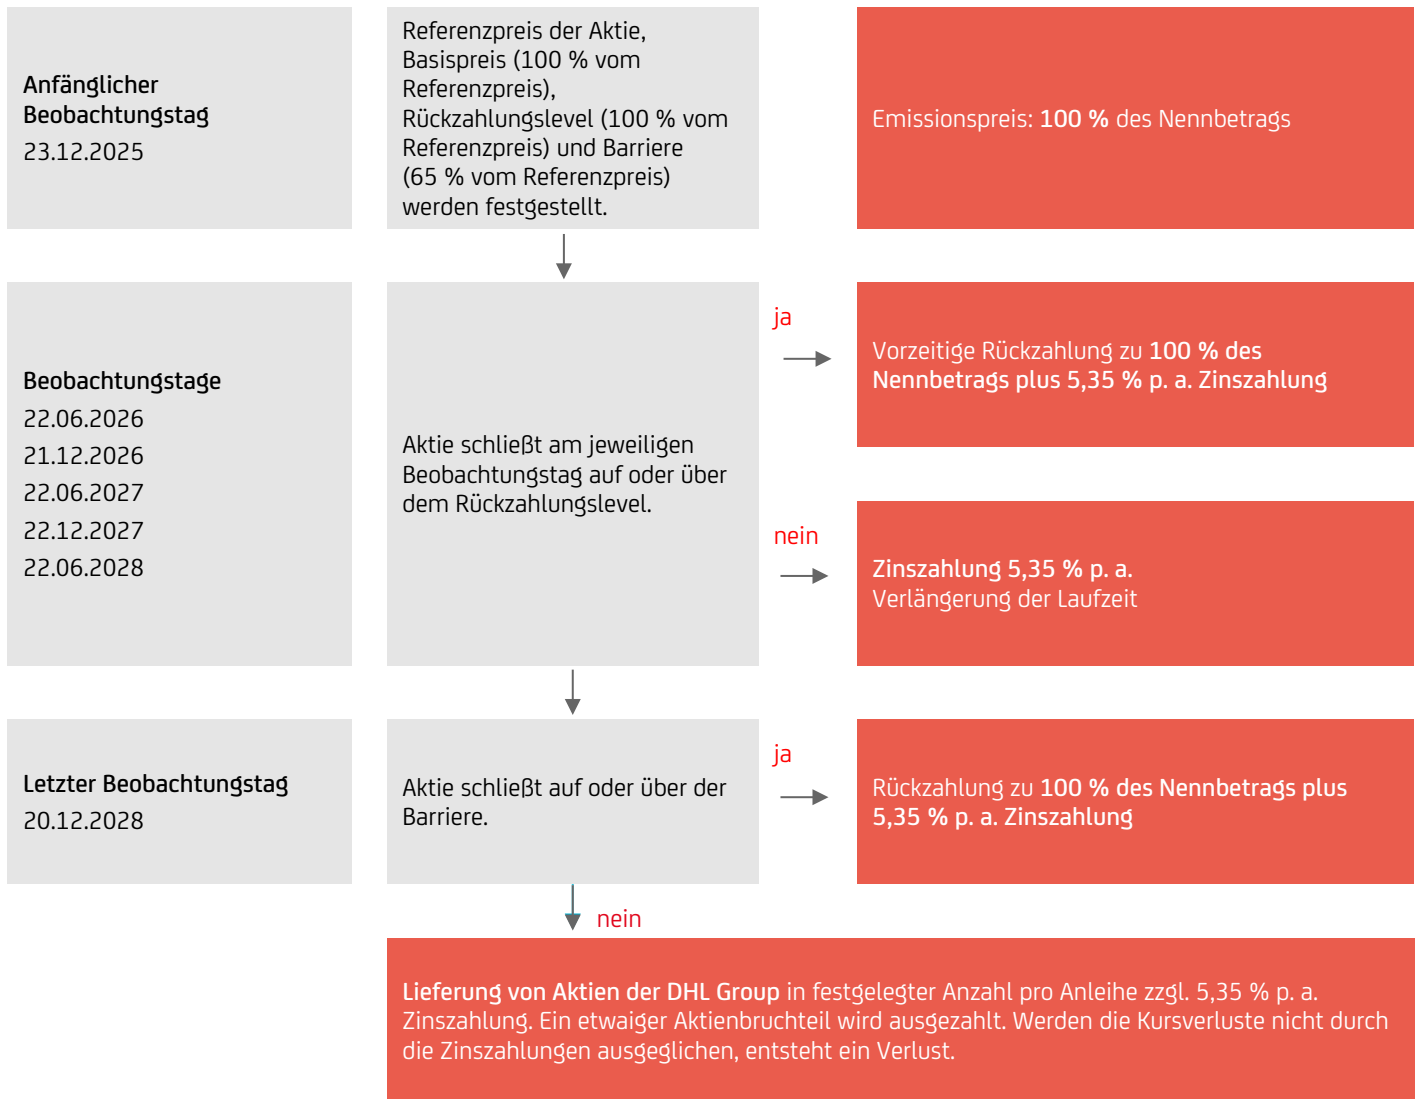 Anfänglicher
Beobachtungstag
23.12.2025
Referenzpreis der Aktie,
Basispreis (100 % vom
Referenzpreis),
Rückzahlungslevel (100 % vom
Referenzpreis) und Barriere
(65 % vom Referenzpreis)
werden festgestellt.
Emissionspreis: 100 % des Nennbetrags
Beobachtungstage
22.06.2026
21.12.2026
22.06.2027
22.12.2027
22.06.2028
Aktie schließt am jeweiligen
Beobachtungstag auf oder über
dem Rückzahlungslevel.
ja
Vorzeitige Rückzahlung zu 100 % des
Nennbetrags plus 5,35 % p. a. Zinszahlung
nein
Zinszahlung 5,35 % p. a.
Verlängerung der Laufzeit
Letzter Beobachtungstag
20.12.2028
Aktie schließt auf oder über der
Barriere.
ja
Rückzahlung zu 100 % des Nennbetrags plus
5,35 % p. a. Zinszahlung
nein
Lieferung von Aktien der DHL Group in festgelegter Anzahl pro Anleihe zzgl. 5,35 % p. a.
Zinszahlung. Ein etwaiger Aktienbruchteil wird ausgezahlt. Werden die Kursverluste nicht durch
die Zinszahlungen ausgeglichen, entsteht ein Verlust.